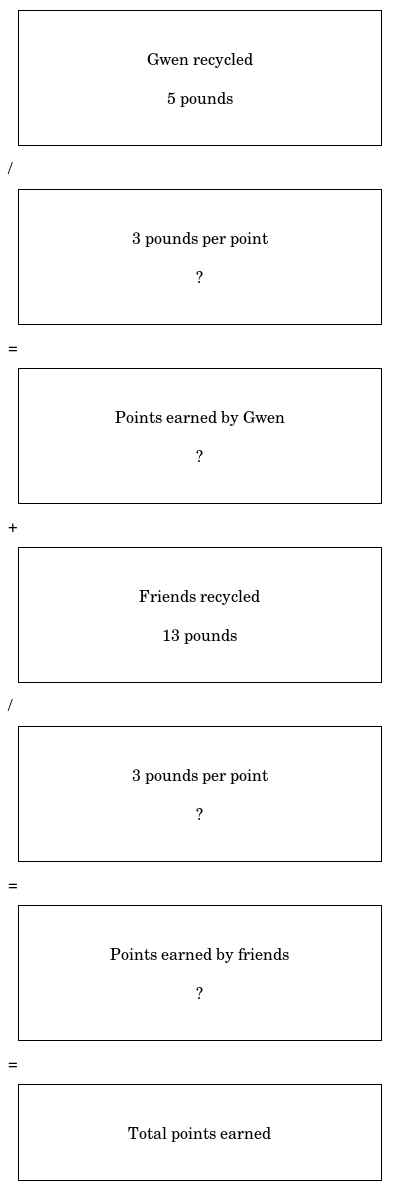 Gwen recycled
5 pounds
/
3 pounds per point
?
=
Points earned by Gwen
?
+
Friends recycled
13 pounds
/
3 pounds per point
?
=
Points earned by friends
?
=
Total points earned